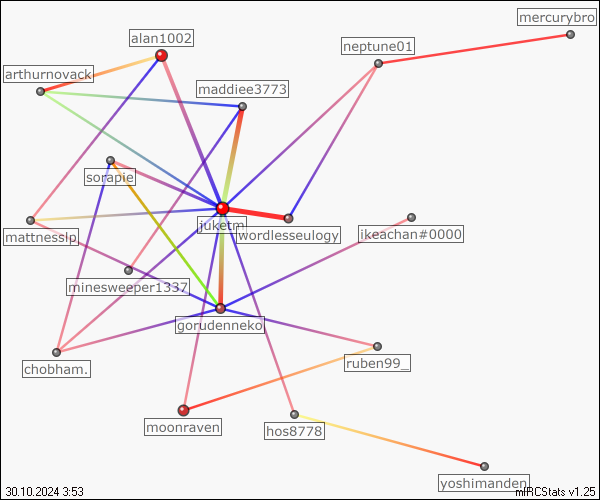 mercurybro
alan1002
neptune01
arthurnovack
maddiee3773
sorapie
juketm
wordlesseulogy
ikeachan#0000
mattnesslp
minesweeper1337
gorudenneko
chobham.
ruben99_
moonraven
hos8778
yoshimanden
30.10.2024 3:53
mIRCStats v1.25